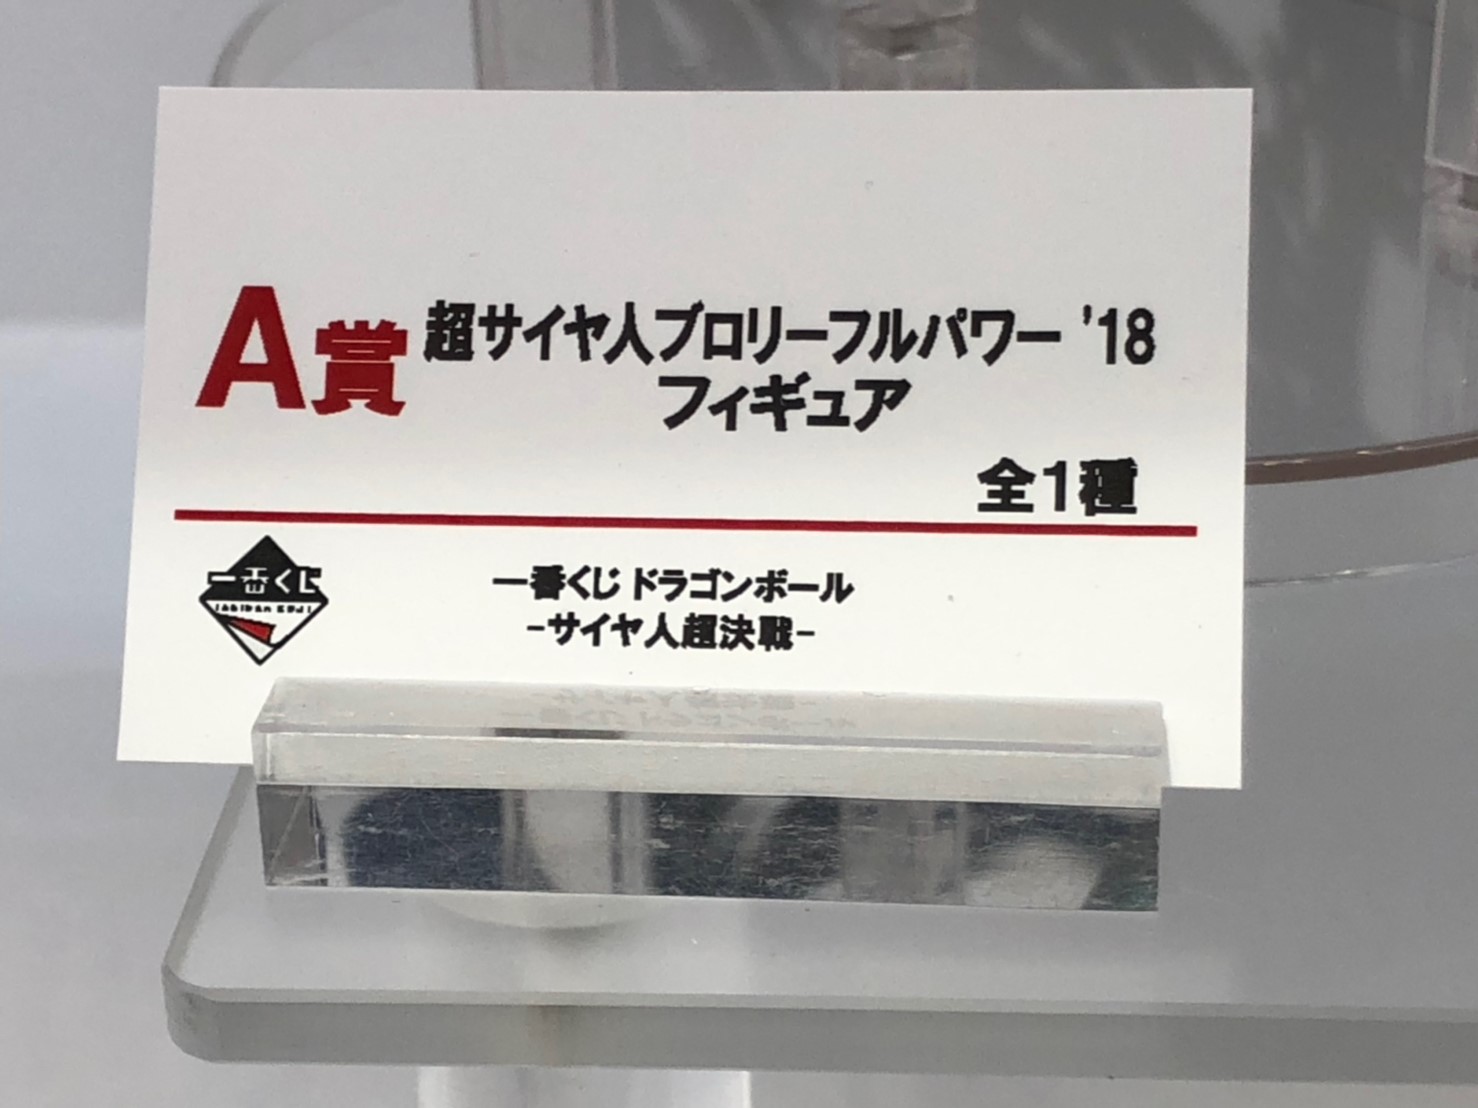 A賞 超サイヤ人ブロリーフルパワー '18
フィギュア
全1種
一番くじ
Ichiban KUJI
一番くじ ドラゴンボール
-サイヤ人超決戦-